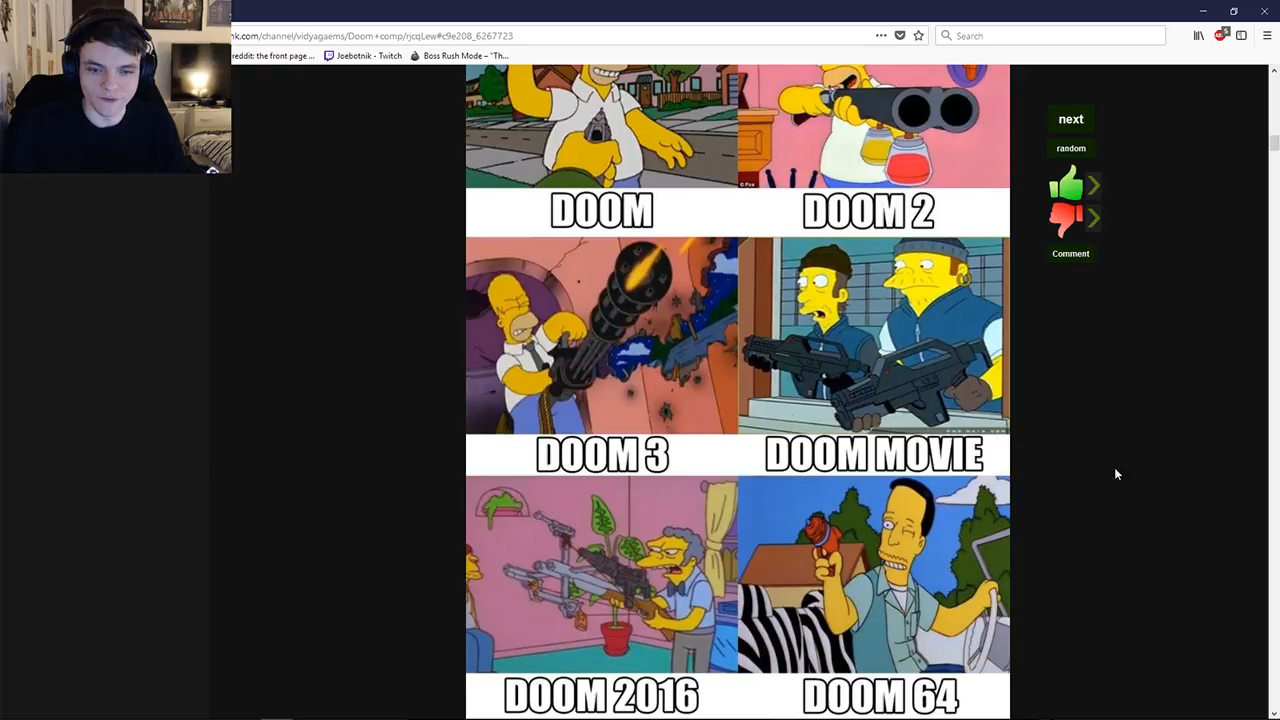 nk.com/channel/vidyagaems/Doom+comp/rjcqLew#c9e208_6267723
Search
reddit: the front page ...
Joebotnik - Twitch
Boss Rush Mode – "Th...
next
random
Comment
© Fox
DOOM
DOOM 2
DOOM 3
DOOM MOVIE
DOOM 2016
DOOM 64